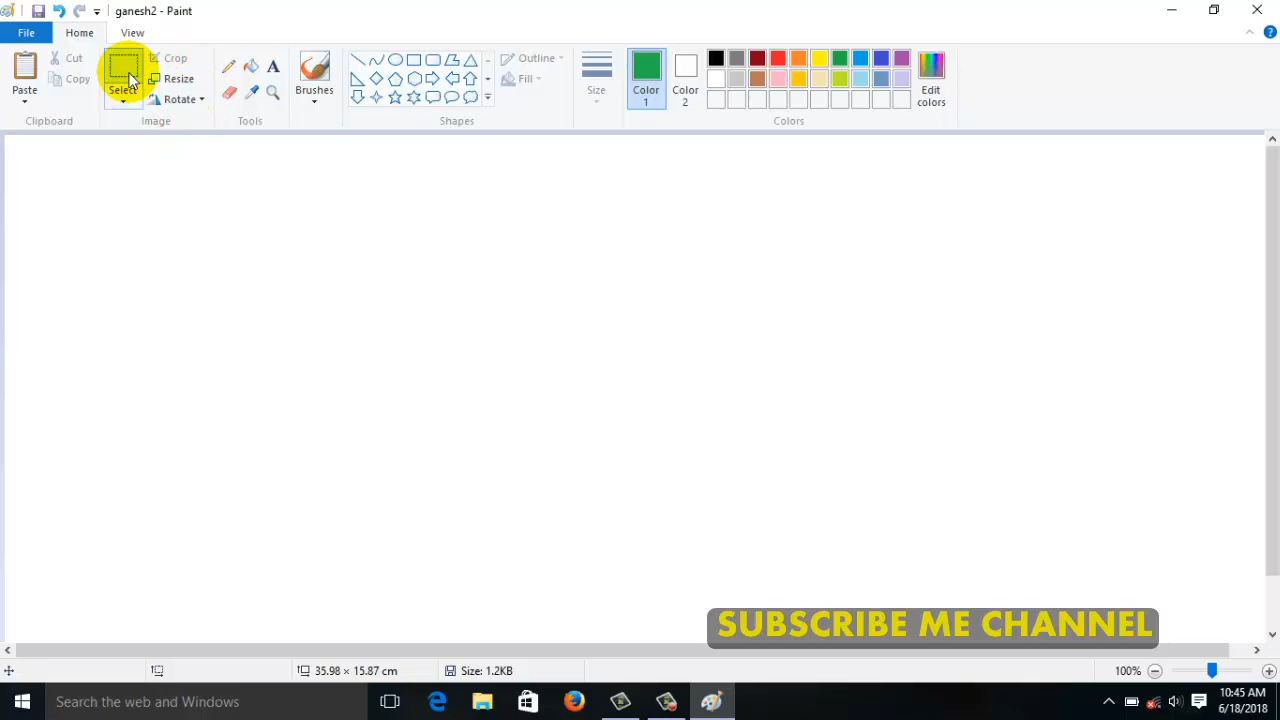 ganesh2 - Paint
File Home View
Paste
Cut
Copy
Clipboard
Select
Crop
Resize
Rotate
Image
A
Tools
Brushes
Shapes
Outline
Fill
Size
Color 1
Color 2
Edit colors
Colors
SUBSCRIBE ME CHANNEL
35.98 × 15.87 cm
Size: 1.2KB
100%
Search the web and Windows
10:45 AM
6/18/2018